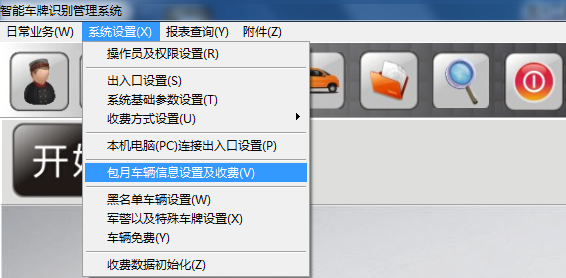 智能车牌识别管理系统
日常业务(W) 系统设置(X) 报表查询(Y) 附件(Z)
操作员及权限设置(R)
出入口设置(S)
系统基础参数设置(T)
收费方式设置(U)
本机电脑(PC)连接出入口设置(P)
包月车辆信息设置及收费(V)
黑名单车辆设置(W)
军警以及特殊车牌设置(X)
车辆免费(Y)
收费数据初始化(Z)
开